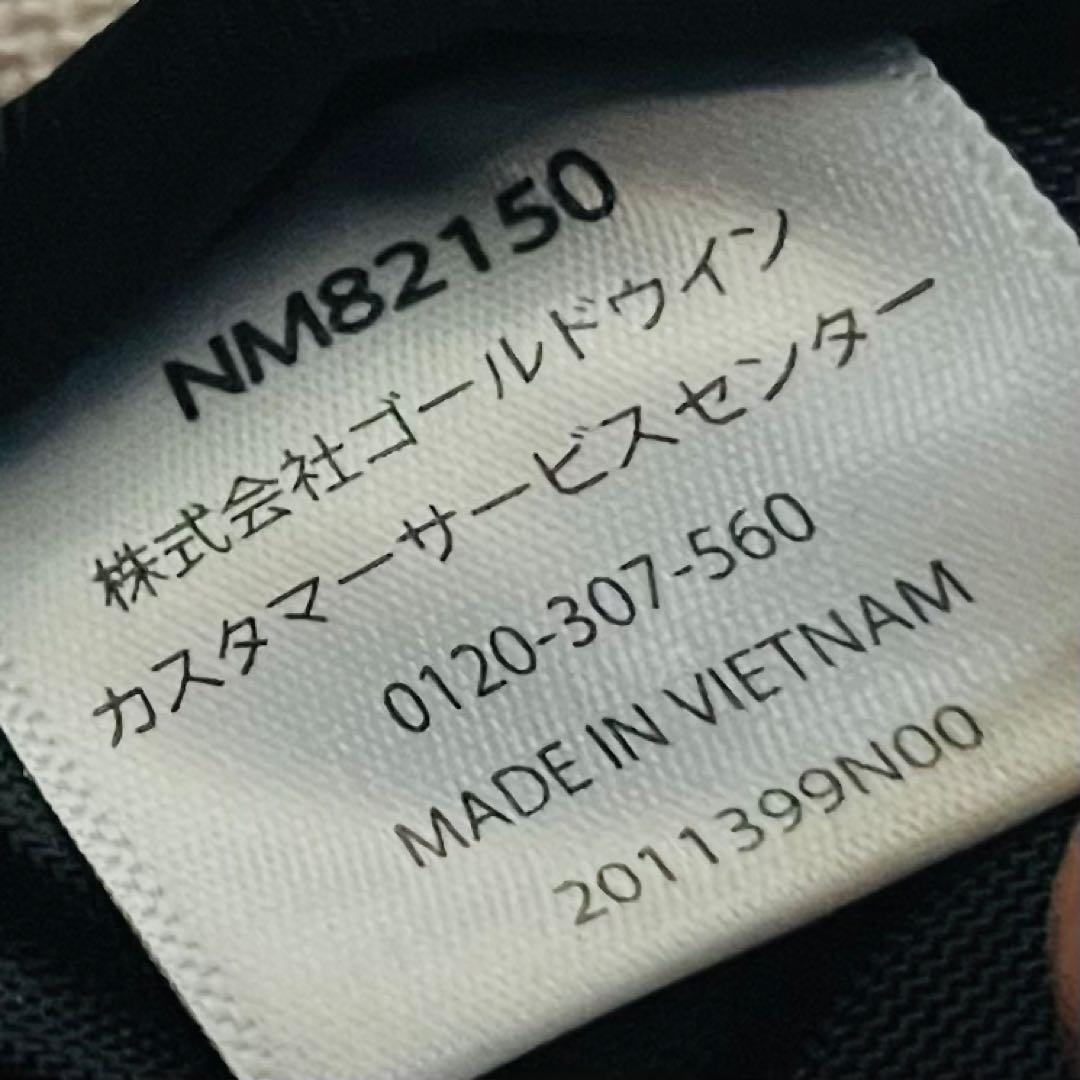 NM82150
株式会社ゴールドウイン
カスタマーサービスセンター
0120-307-560
MADE IN VIETNAM
2011399N00